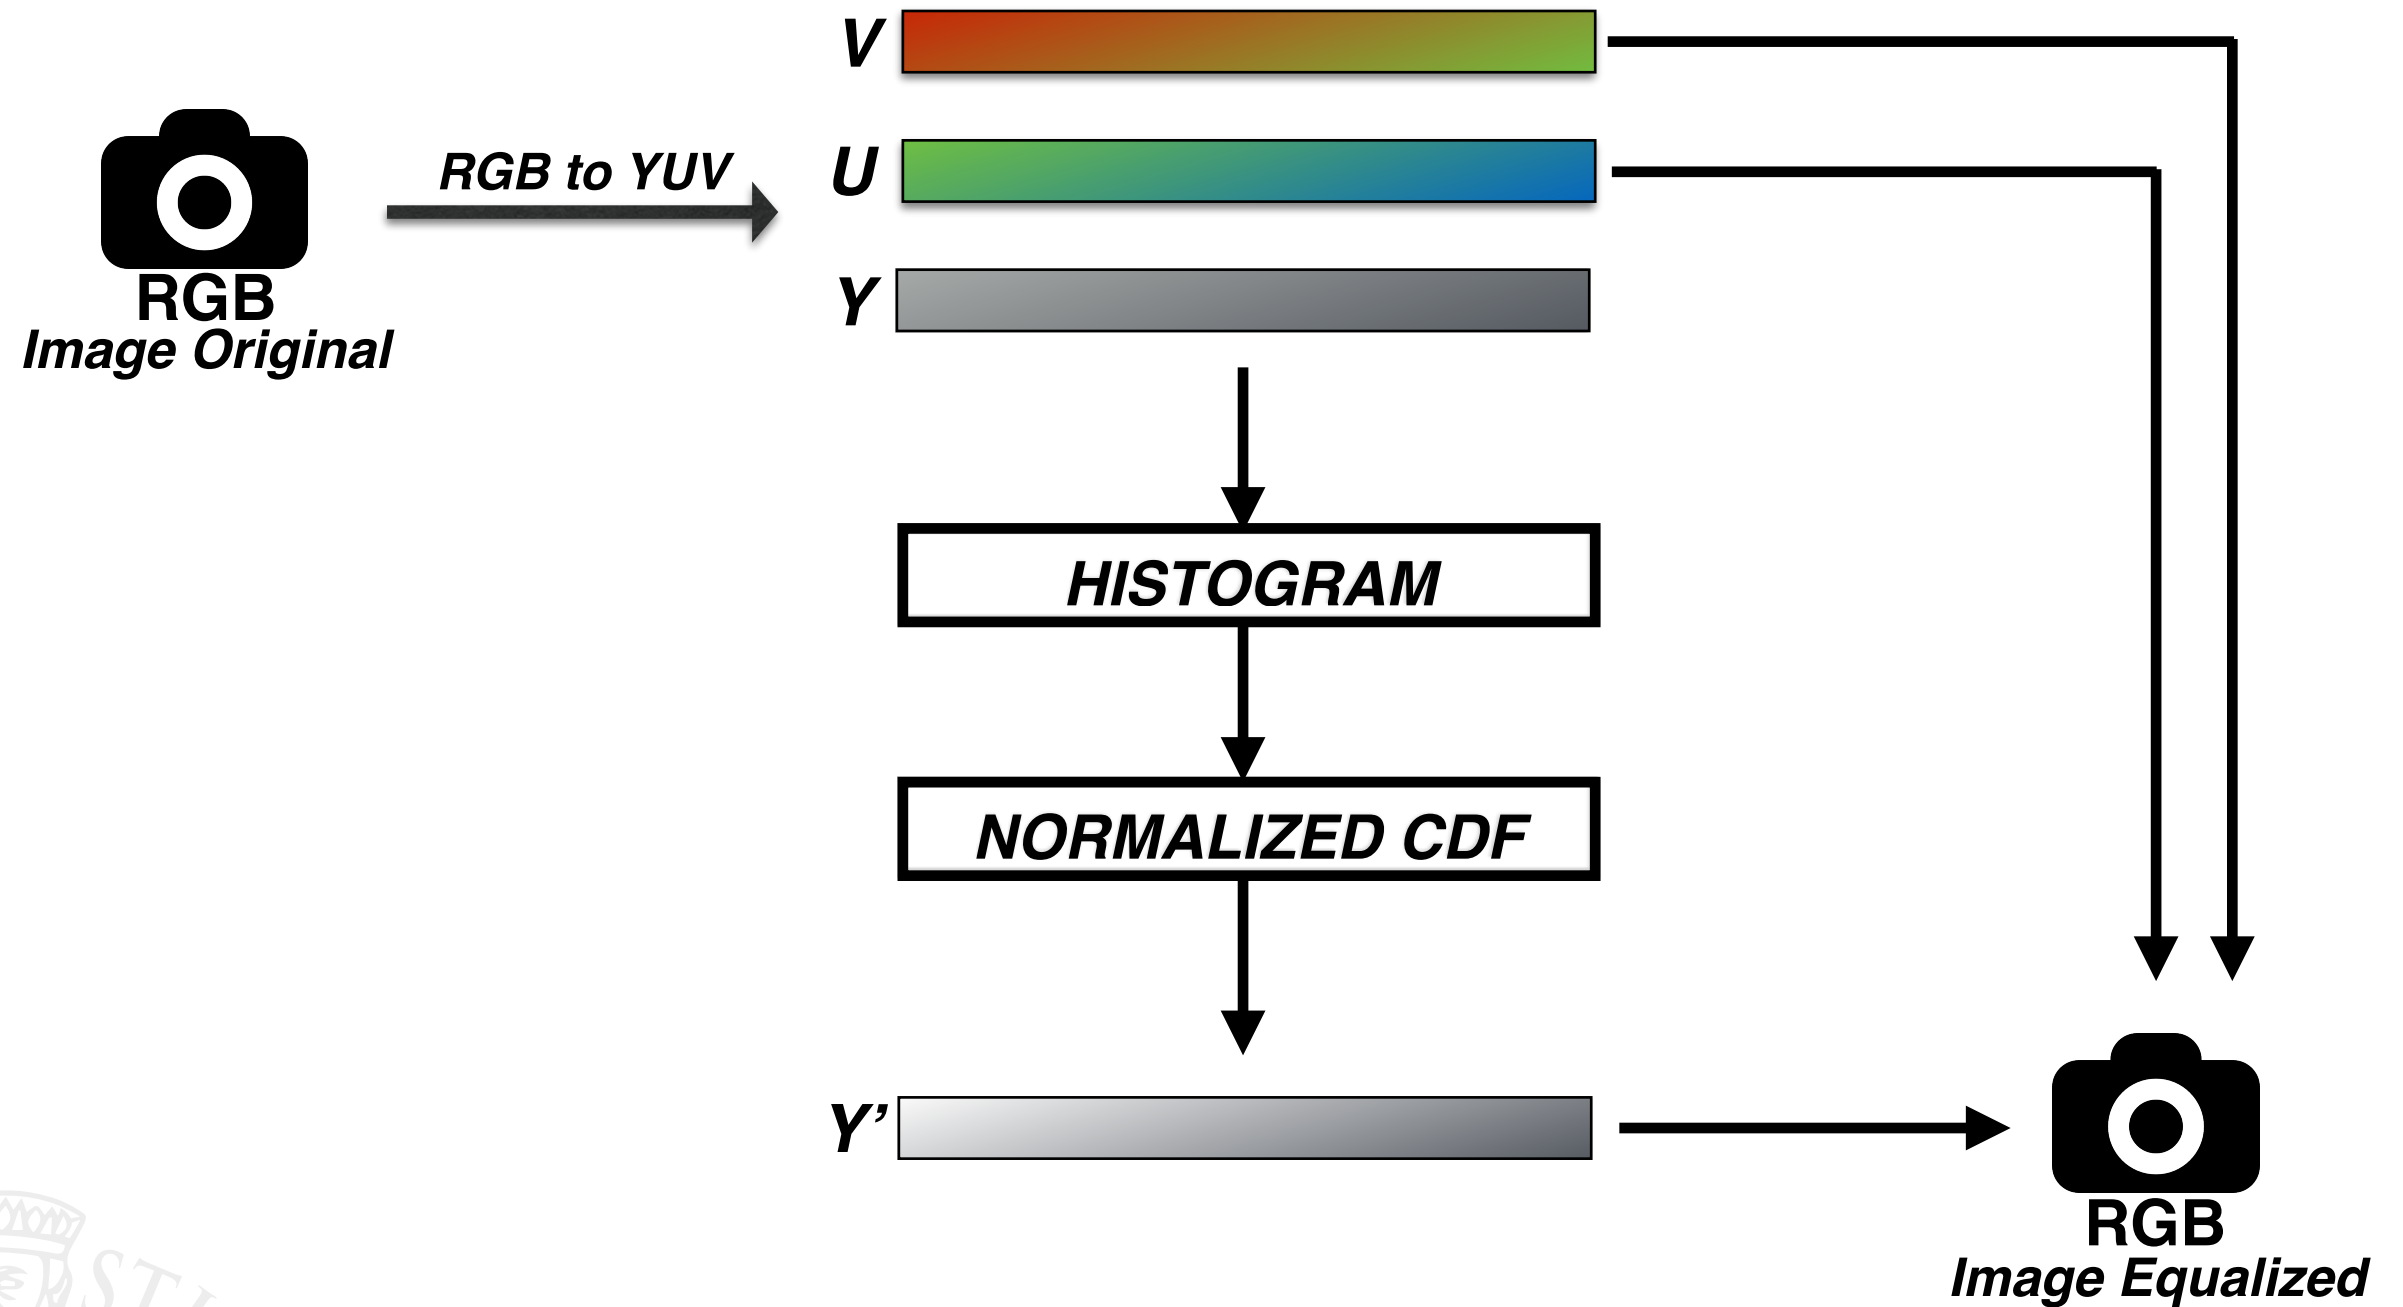 V
RGB to YUV
U
Y
RGB
Image Original
HISTOGRAM
NORMALIZED CDF
Y’
RGB
Image Equalized